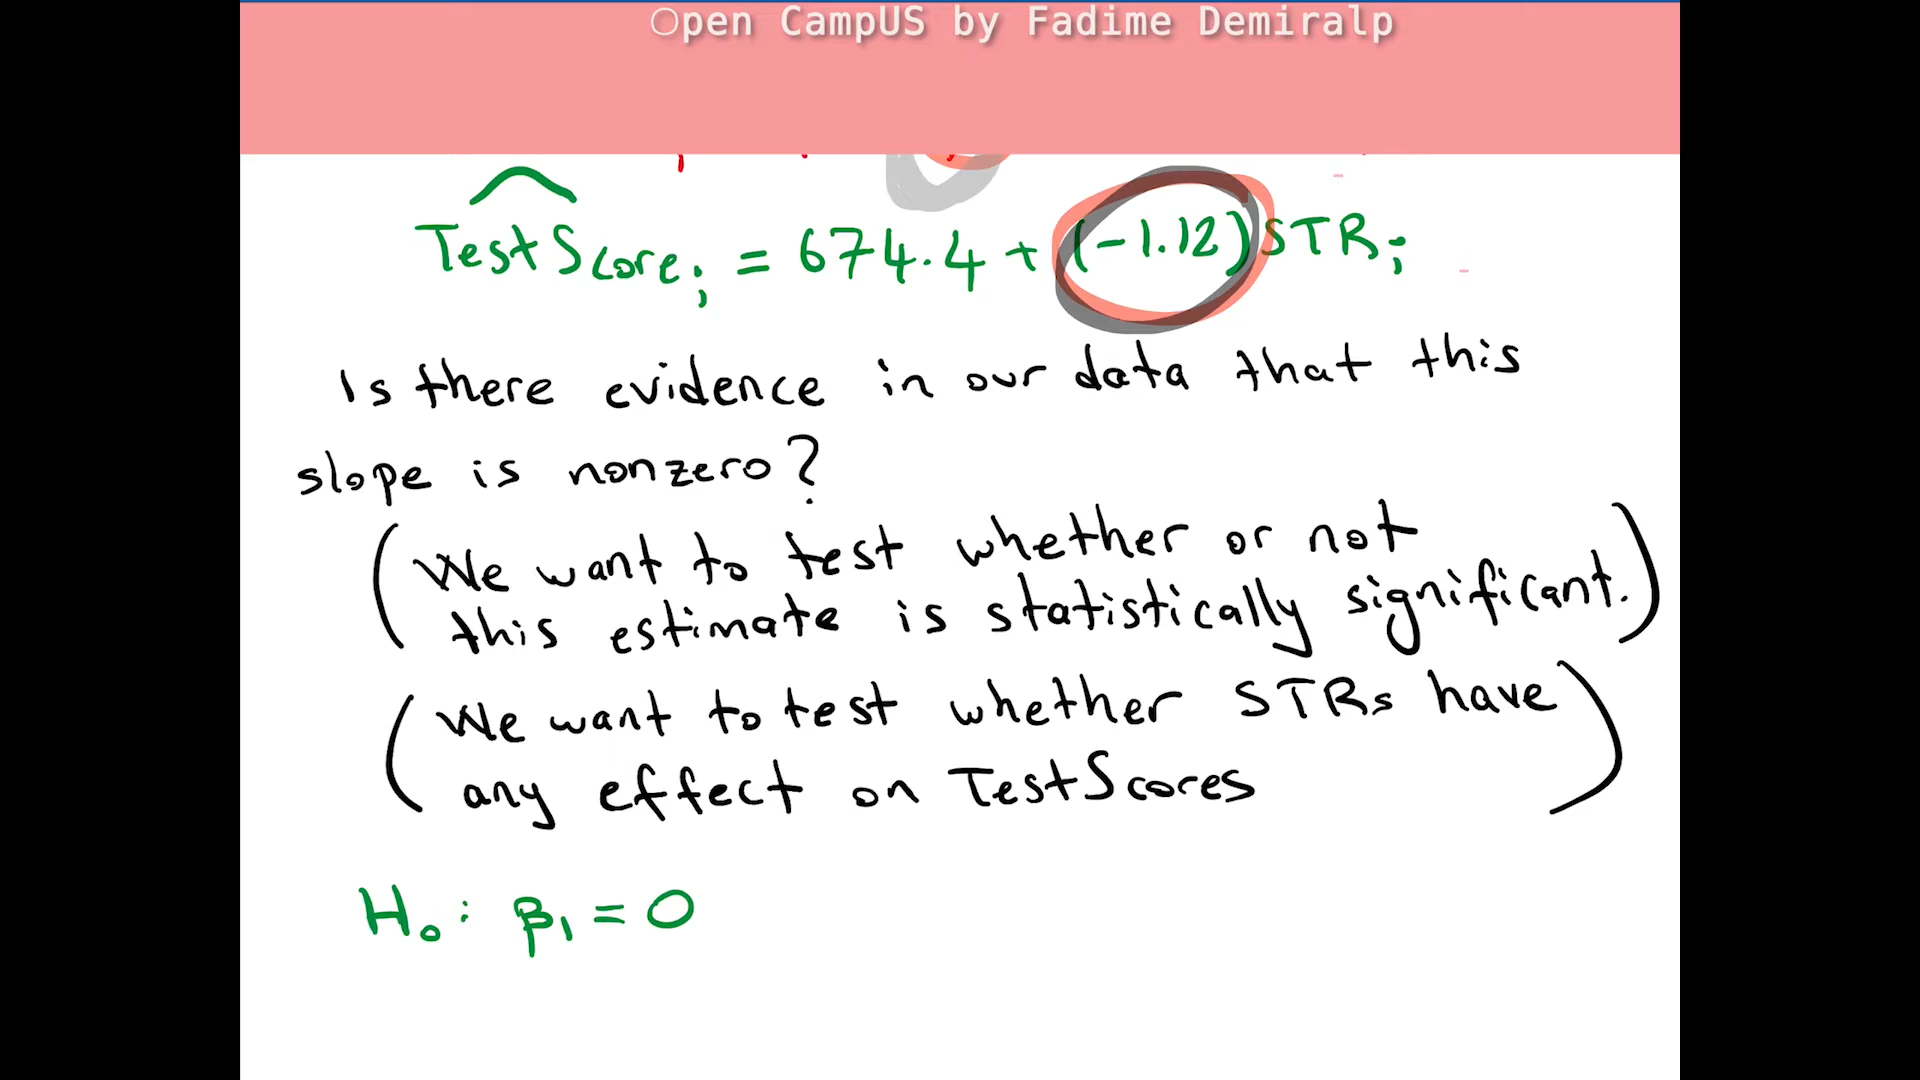 Open CampUS by Fadime Demiralp
TestScoreᵢ = 674.4 + (-1.12) STRᵢ
Is there evidence in our data that this
slope is nonzero?
(We want to test whether or not
this estimate is statistically significant.)
(We want to test whether STRs have
any effect on TestScores)
H₀: β₁ = 0